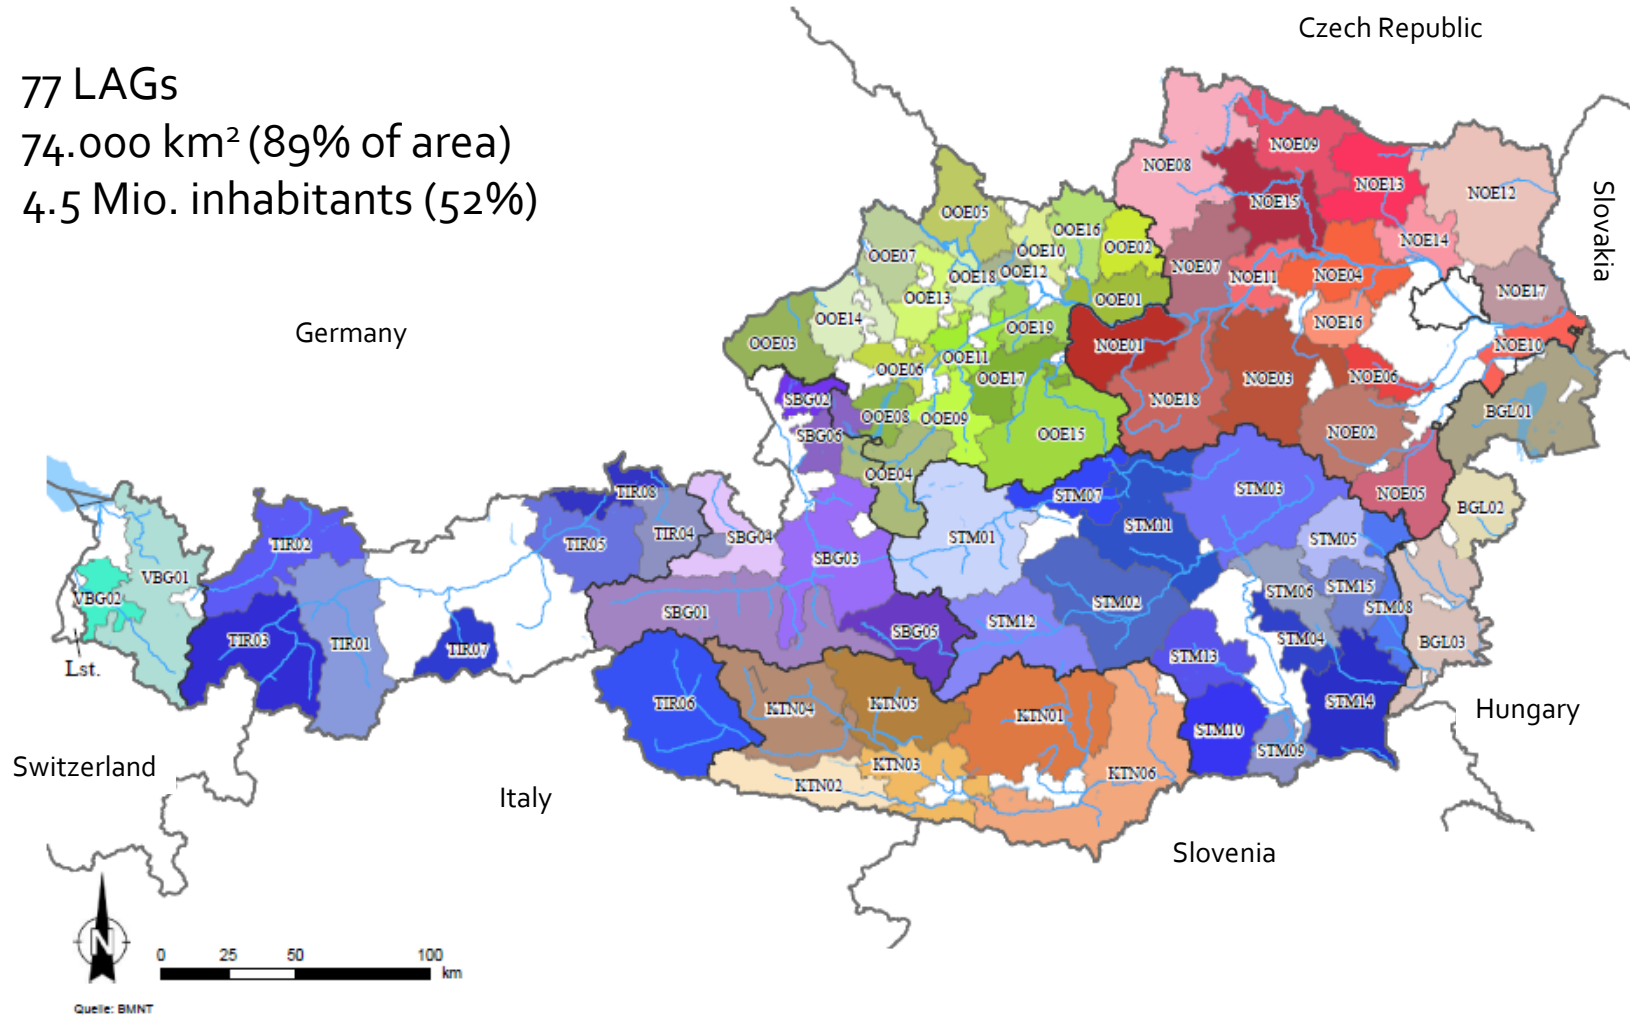 77 LAGs
74.000 km² (89% of area)
4.5 Mio. inhabitants (52%)
Czech Republic
Slovakia
Germany
Switzerland
Italy
Slovenia
Hungary
NOE08
NOE09
NOE13
NOE12
NOE15
NOE14
NOE07
NOE11
NOE04
NOE17
NOE16
NOE10
NOE01
NOE03
NOE06
NOE18
NOE02
NOE05
OOE05
OOE16
OOE02
OOE10
OOE07
OOE18
OOE12
OOE13
OOE01
OOE14
OOE19
OOE03
OOE11
OOE06
OOE17
OOE08
OOE09
OOE15
OOE04
BGL01
BGL02
BGL03
SBG02
SBG06
SBG04
SBG03
SBG01
SBG05
STM07
STM03
STM11
STM01
STM05
STM06
STM15
STM08
STM02
STM12
STM04
STM13
STM14
STM10
STM09
TIR08
TIR04
TIR05
TIR02
TIR03
TIR01
TIR07
TIR06
VBG01
VBG02
Lst.
KTN04
KTN05
KTN01
KTN03
KTN02
KTN06
N
0 25 50 100
km
Quelle: BMNT